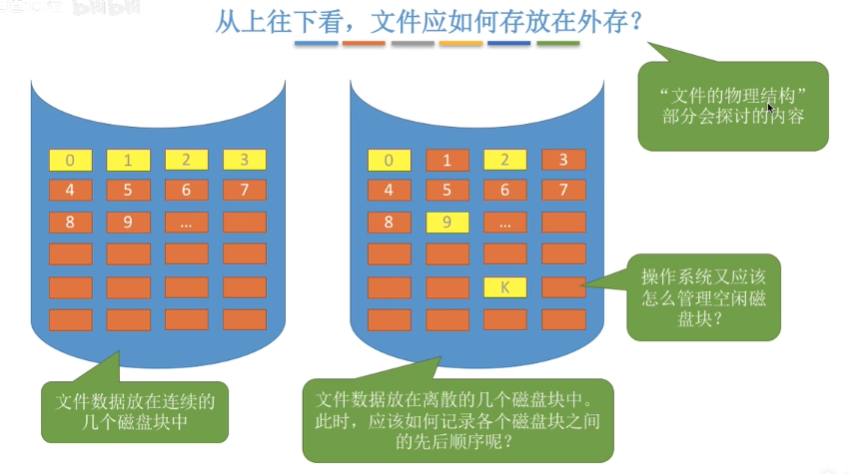 从上往下看，文件应如何存放在外存？
“文件的物理结构”
部分会探讨的内容
0 1 2 3
4 5 6 7
8 9 ...
0 1 2 3
4 5 6 7
8 9 ...
K
操作系统又应该
怎么管理空闲磁
盘块？
文件数据放在连续的
几个磁盘块中
文件数据放在离散的几个磁盘块中。
此时，应该如何记录各个磁盘块之间
的先后顺序呢？